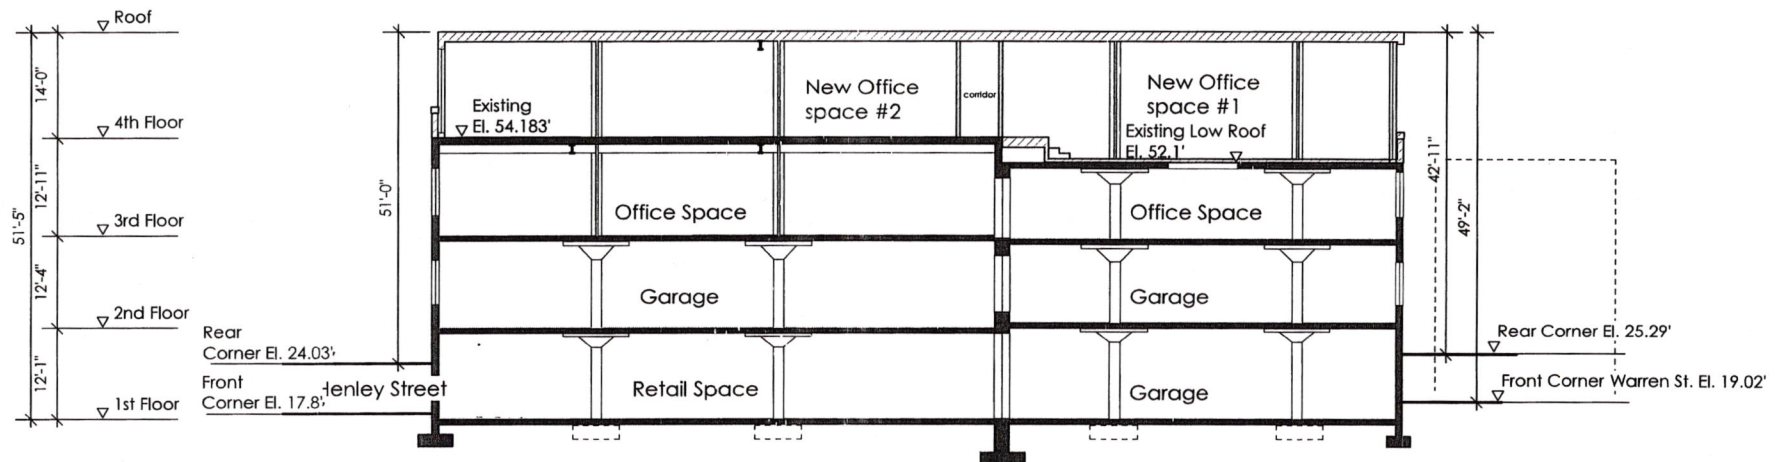 Roof
14'-0"
4th Floor
12'-11"
3rd Floor
51'-5"
12'-4"
2nd Floor
12'-1"
1st Floor
51'-0"
Rear
Corner El. 24.03'
Front
Corner El. 17.8'
Henley Street
Existing
El. 54.183'
New Office
space #2
corridor
New Office
space #1
Existing Low Roof
El. 52.1'
Office Space
Office Space
Garage
Garage
Retail Space
Garage
42'-11"
49'-2"
Rear Corner El. 25.29'
Front Corner Warren St. El. 19.02'